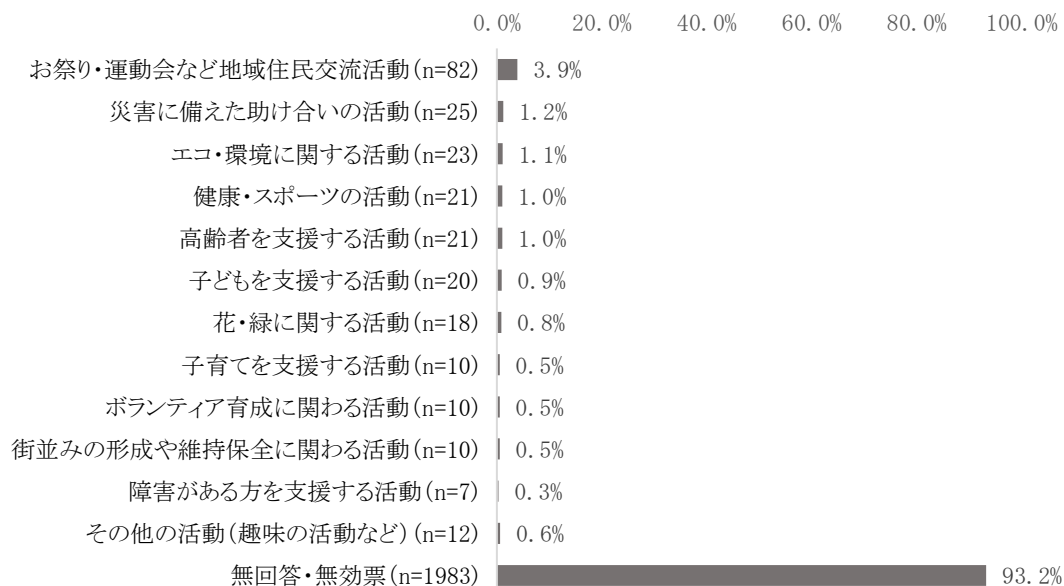 0.0% 20.0% 40.0% 60.0% 80.0% 100.0%
お祭り・運動会など地域住民交流活動(n=82) 3.9%
災害に備えた助け合いの活動(n=25) 1.2%
エコ・環境に関する活動(n=23) 1.1%
健康・スポーツの活動(n=21) 1.0%
高齢者を支援する活動(n=21) 1.0%
子どもを支援する活動(n=20) 0.9%
花・緑に関する活動(n=18) 0.8%
子育てを支援する活動(n=10) 0.5%
ボランティア育成に関わる活動(n=10) 0.5%
街並みの形成や維持保全に関わる活動(n=10) 0.5%
障害がある方を支援する活動(n=7) 0.3%
その他の活動(趣味の活動など)(n=12) 0.6%
無回答・無効票(n=1983) 93.2%